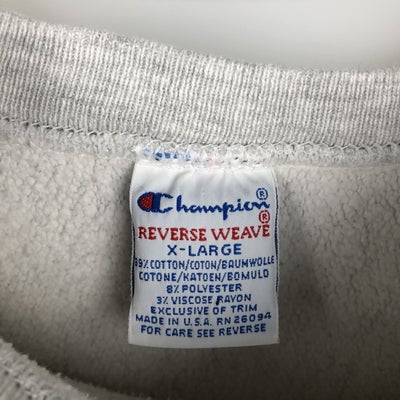 Champion®
REVERSE WEAVE®
X-LARGE
89% COTTON/COTON/BAUMWOLLE
COTONE/KATOEN/BOMULD
8% POLYESTER
3% VISCOSE/RAYON
EXCLUSIVE OF TRIM
MADE IN U.S.A. RN 26094
FOR CARE SEE REVERSE